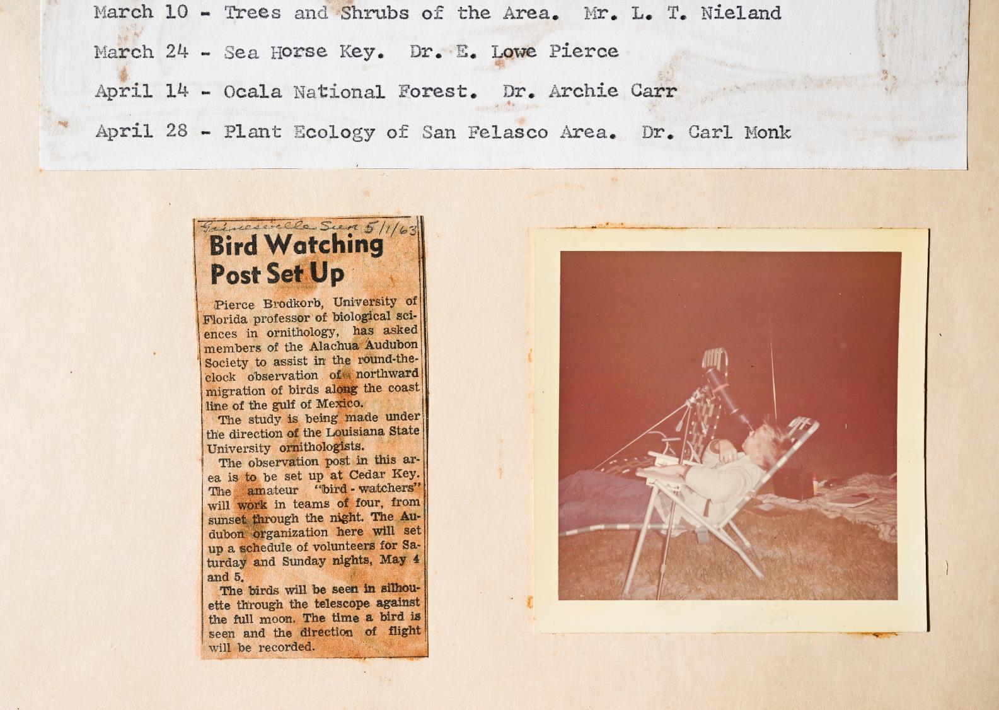 March 10 - Trees and Shrubs of the Area.  Mr. L. T. Nieland
March 24 - Sea Horse Key.  Dr. E. Lowe Pierce
April 14 - Ocala National Forest.  Dr. Archie Carr
April 28 - Plant Ecology of San Felasco Area.  Dr. Carl Monk
Gainesville Sun 5/1/63
Bird Watching
Post Set Up
Pierce Brodkorb, University of
Florida professor of biological sci-
ences in ornithology, has asked
members of the Alachua Audubon
Society to assist in the round-the-
clock observation of northward
migration of birds along the coast
line of the gulf of Mexico.
The study is being made under
the direction of the Louisiana State
University ornithologists.
The observation post in this ar-
ea is to be set up at Cedar Key.
The amateur "bird - watchers"
will work in teams of four, from
sunset through the night. The Au-
dubon organization here will set
up a schedule of volunteers for Sa-
turday and Sunday nights, May 4
and 5.
The birds will be seen in silhou-
ette through the telescope against
the full moon. The time a bird is
seen and the direction of flight
will be recorded.